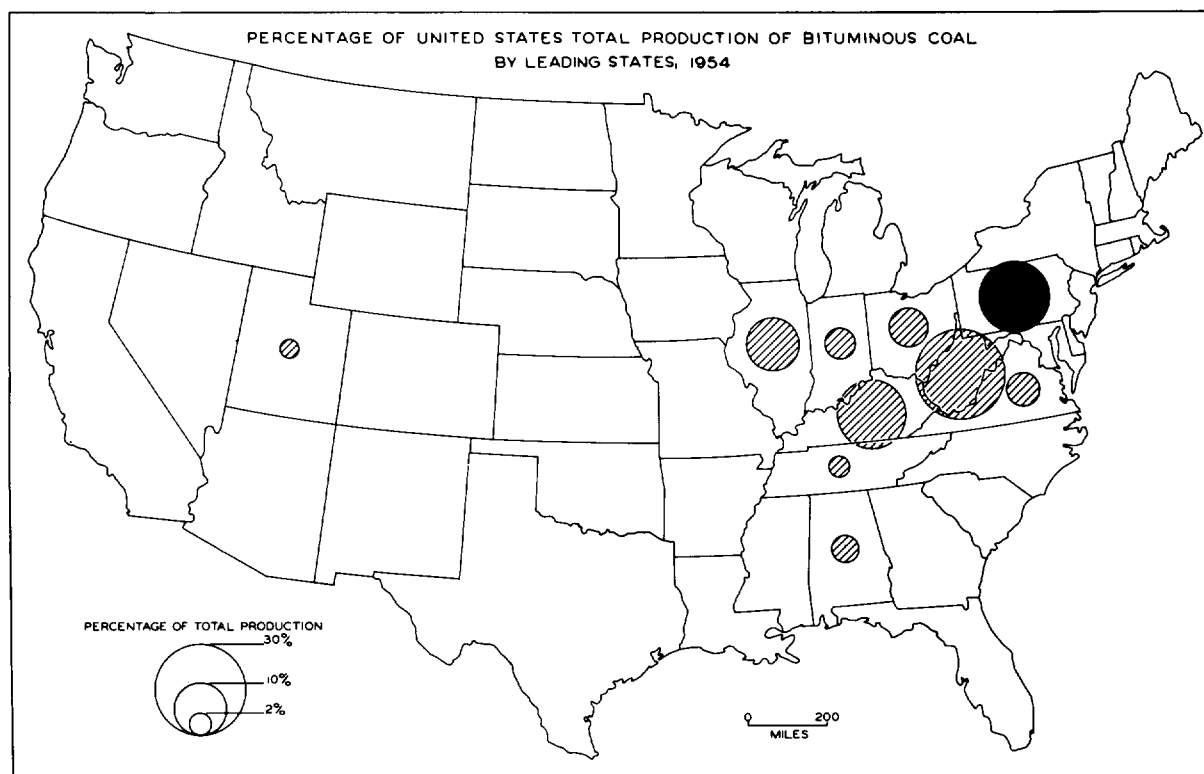 PERCENTAGE OF UNITED STATES TOTAL PRODUCTION OF BITUMINOUS COAL
BY LEADING STATES, 1954
PERCENTAGE OF TOTAL PRODUCTION
30%
10%
2%
0 200
MILES